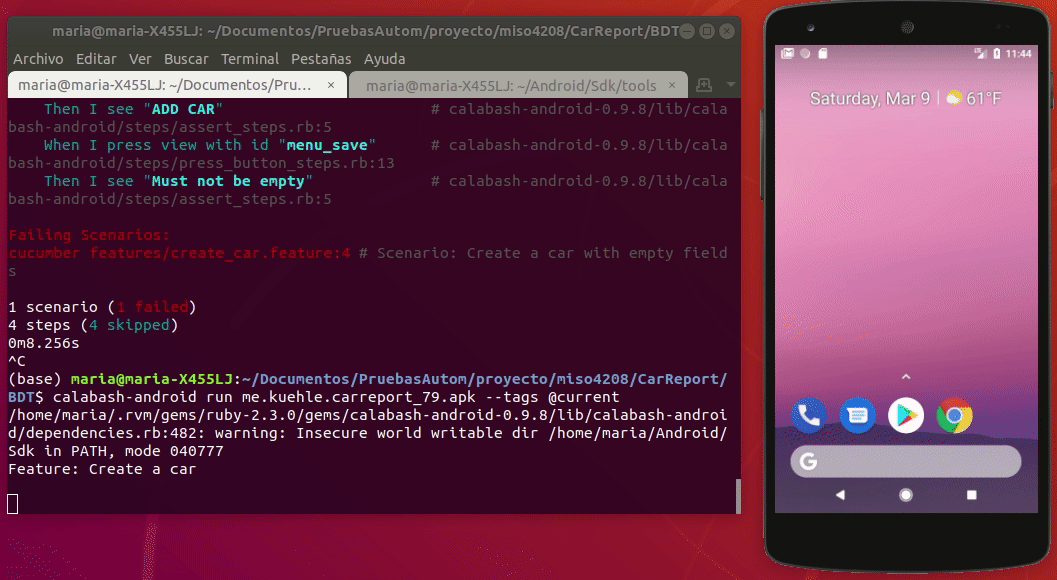 maria@maria-X455LJ: ~/Documentos/PruebasAutom/proyecto/miso4208/CarReport/BDT
Archivo Editar Ver Buscar Terminal Pestañas Ayuda
maria@maria-X455LJ: ~/Documentos/Pru... × maria@maria-X455LJ: ~/Android/Sdk/tools ×
Then I see "ADD CAR" # calabash-android-0.9.8/lib/cala
bash-android/steps/assert_steps.rb:5
When I press view with id "menu_save" # calabash-android-0.9.8/lib/cala
bash-android/steps/press_button_steps.rb:13
Then I see "Must not be empty" # calabash-android-0.9.8/lib/cala
bash-android/steps/assert_steps.rb:5
Failing Scenarios:
cucumber features/create_car.feature:4 # Scenario: Create a car with empty field
s
1 scenario (1 failed)
4 steps (4 skipped)
0m8.256s
^C
(base) maria@maria-X455LJ:~/Documentos/PruebasAutom/proyecto/miso4208/CarReport/
BDT$ calabash-android run me.kuehle.carreport_79.apk --tags @current
/home/maria/.rvm/gems/ruby-2.3.0/gems/calabash-android-0.9.8/lib/calabash-androi
d/dependencies.rb:482: warning: Insecure world writable dir /home/maria/Android/
Sdk in PATH, mode 040777
Feature: Create a car
11:44
Saturday, Mar 9 | 61°F
G